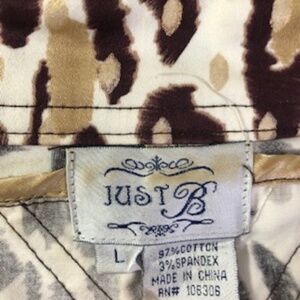 JUST B
L
97% COTTON
3% SPANDEX
MADE IN CHINA
RN# 106306